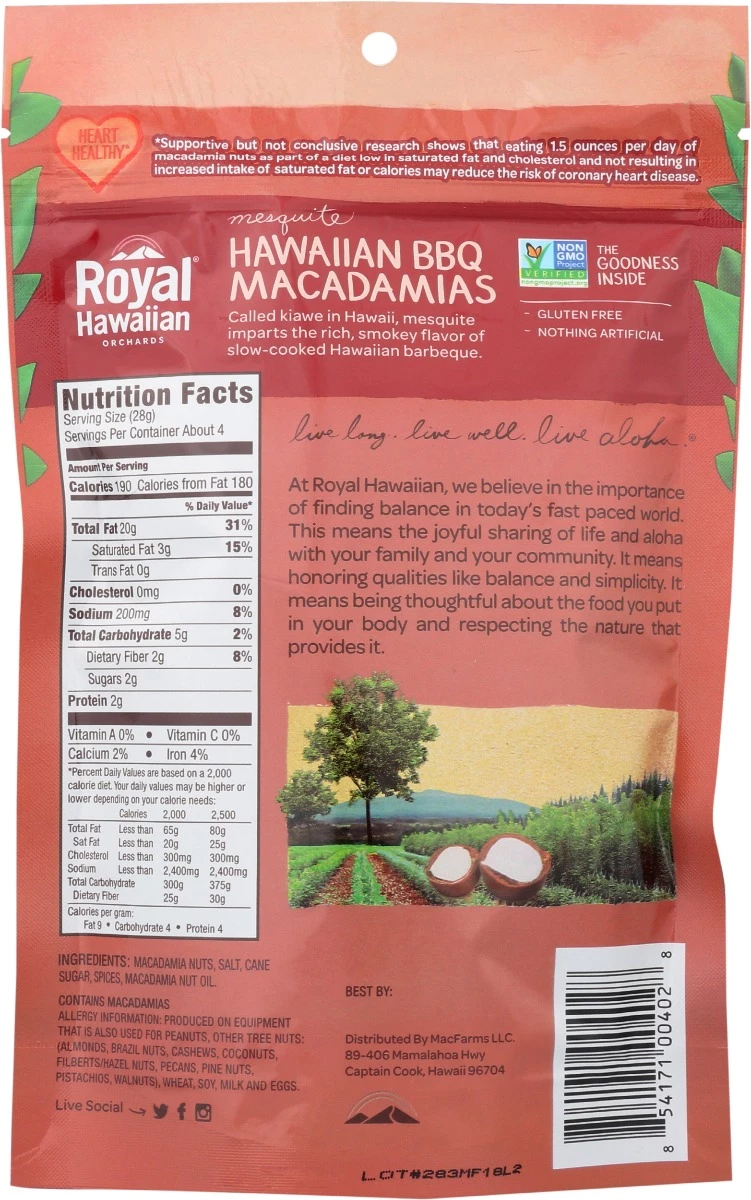 HEART
HEALTHY*
*Supportive but not conclusive research shows that eating 1.5 ounces per day of
macadamia nuts as part of a diet low in saturated fat and cholesterol and not resulting in
increased intake of saturated fat or calories may reduce the risk of coronary heart disease.
Royal®
Hawaiian
ORCHARDS
mesquite
HAWAIIAN BBQ
MACADAMIAS
Called kiawe in Hawaii, mesquite
imparts the rich, smokey flavor of
slow-cooked Hawaiian barbeque.
NON
GMO
Project
VERIFIED
nongmoproject.org
THE
GOODNESS
INSIDE
- GLUTEN FREE
- NOTHING ARTIFICIAL
Nutrition Facts
Serving Size (28g)
Servings Per Container About 4
Amount Per Serving
Calories 190 Calories from Fat 180
% Daily Value*
Total Fat 20g 31%
Saturated Fat 3g 15%
Trans Fat 0g
Cholesterol 0mg 0%
Sodium 200mg 8%
Total Carbohydrate 5g 2%
Dietary Fiber 2g 8%
Sugars 2g
Protein 2g
Vitamin A 0% • Vitamin C 0%
Calcium 2% • Iron 4%
*Percent Daily Values are based on a 2,000
calorie diet. Your daily values may be higher or
lower depending on your calorie needs:
Calories 2,000 2,500
Total Fat Less than 65g 80g
Sat Fat Less than 20g 25g
Cholesterol Less than 300mg 300mg
Sodium Less than 2,400mg 2,400mg
Total Carbohydrate 300g 375g
Dietary Fiber 25g 30g
Calories per gram:
Fat 9 • Carbohydrate 4 • Protein 4
live long. live well. live aloha.®
At Royal Hawaiian, we believe in the importance
of finding balance in today's fast paced world.
This means the joyful sharing of life and aloha
with your family and your community. It means
honoring qualities like balance and simplicity. It
means being thoughtful about the food you put
in your body and respecting the nature that
provides it.
INGREDIENTS: MACADAMIA NUTS, SALT, CANE
SUGAR, SPICES, MACADAMIA NUT OIL.
CONTAINS MACADAMIAS
ALLERGY INFORMATION: PRODUCED ON EQUIPMENT
THAT IS ALSO USED FOR PEANUTS, OTHER TREE NUTS:
(ALMONDS, BRAZIL NUTS, CASHEWS, COCONUTS,
FILBERTS/HAZEL NUTS, PECANS, PINE NUTS,
PISTACHIOS, WALNUTS), WHEAT, SOY, MILK AND EGGS.
Live Social
BEST BY:
Distributed By MacFarms LLC.
89-406 Mamalahoa Hwy
Captain Cook, Hawaii 96704
8 54171 00402 8
LOT#283MF18L2